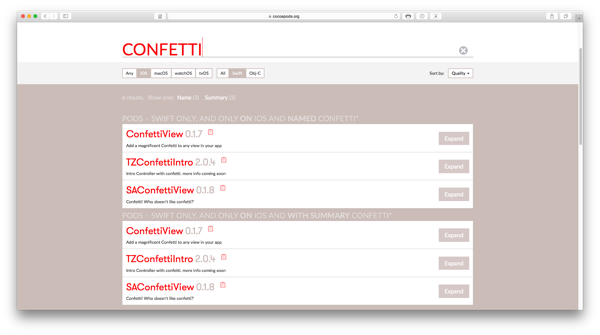 cocoapods.org
CONFETTI
Any iOS macOS watchOS tvOS All Swift Obj-C Sort by: Quality
6 results. Show only: Name (3) Summary (3)
PODS - SWIFT ONLY, AND ONLY ON IOS AND NAMED CONFETTI*
ConfettiView 0.1.7
Add a magnificent Confetti to any view in your app
Expand
TZConfettiIntro 2.0.4
Intro Controller with confetti. more info coming soon
Expand
SAConfettiView 0.1.8
Confetti! Who doesn't like confetti?
Expand
PODS - SWIFT ONLY, AND ONLY ON IOS AND WITH SUMMARY CONFETTI*
ConfettiView 0.1.7
Add a magnificent Confetti to any view in your app
Expand
TZConfettiIntro 2.0.4
Intro Controller with confetti. more info coming soon
Expand
SAConfettiView 0.1.8
Confetti! Who doesn't like confetti?
Expand